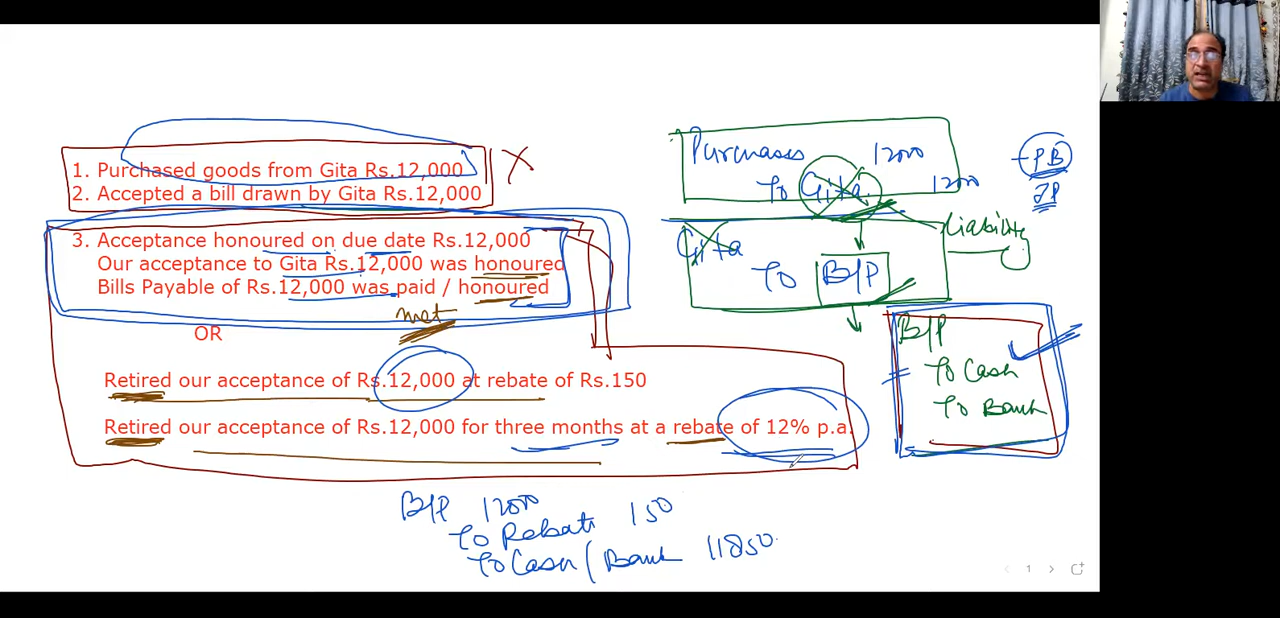 1. Purchased goods from Gita Rs.12,000
2. Accepted a bill drawn by Gita Rs.12,000
X
3. Acceptance honoured on due date Rs.12,000
Our acceptance to Gita Rs.12,000 was honoured
Bills Payable of Rs.12,000 was paid / honoured
met
OR
Retired our acceptance of Rs.12,000 at rebate of Rs.150
Retired our acceptance of Rs.12,000 for three months at a rebate of 12% p.a.
B/P 12000
To Rebate 150
To Cash / Bank 11850
Purchases 12000
To Gita 1200
Gita
To B/P
liability
PB
JP
B/P
To Cash
To Bank
1